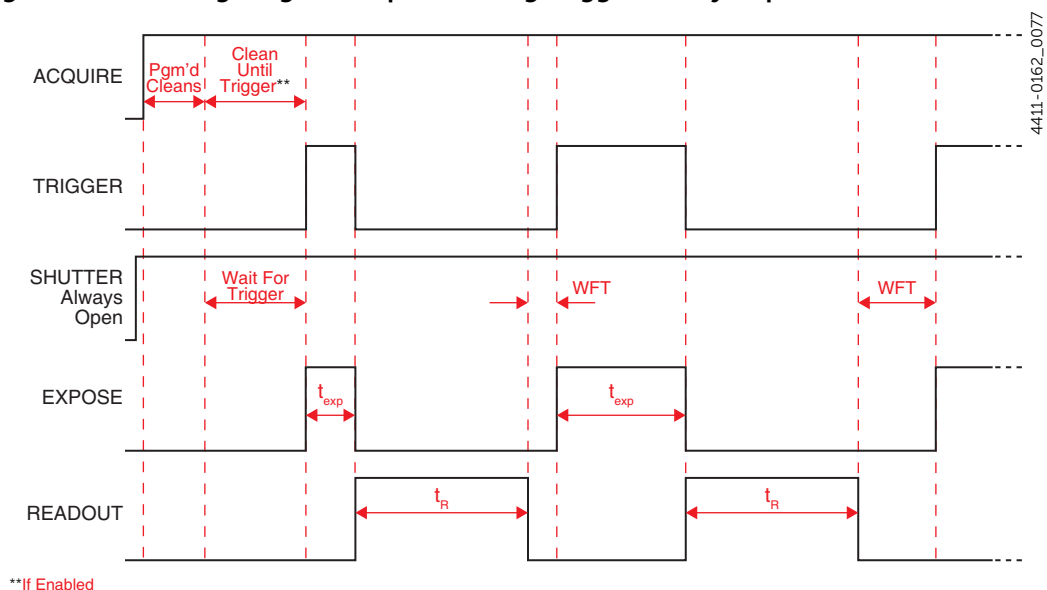 4411-0162_0077
ACQUIRE
Pgm'd
Cleans
Clean
Until
Trigger**
TRIGGER
SHUTTER
Always
Open
Wait For
Trigger
WFT
WFT
EXPOSE
texp
texp
READOUT
tR
tR
**If Enabled